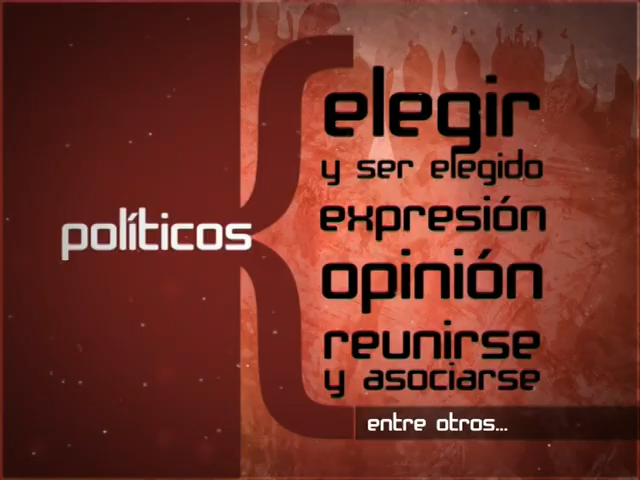 políticos
elegir
y ser elegido
expresión
opinión
reunirse
y asociarse
entre otros...